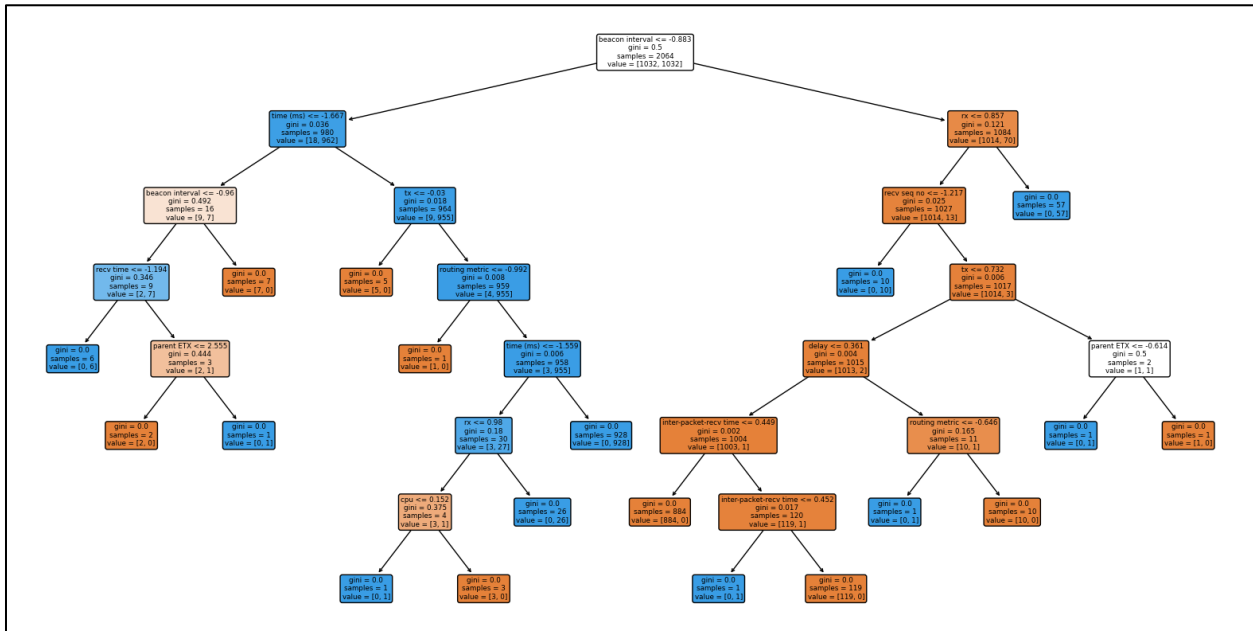 beacon interval <= -0.883
gini = 0.5
samples = 2064
value = [1032, 1032]
time (ms) <= -1.667
gini = 0.036
samples = 980
value = [18, 962]
rx <= 0.857
gini = 0.121
samples = 1084
value = [1014, 70]
beacon interval <= -0.96
gini = 0.492
samples = 16
value = [9, 7]
tx <= -0.03
gini = 0.018
samples = 964
value = [9, 955]
recv seq no <= -1.217
gini = 0.025
samples = 1027
value = [1014, 13]
gini = 0.0
samples = 57
value = [0, 57]
recv time <= -1.194
gini = 0.346
samples = 9
value = [2, 7]
gini = 0.0
samples = 7
value = [7, 0]
gini = 0.0
samples = 5
value = [5, 0]
routing metric <= -0.992
gini = 0.008
samples = 959
value = [4, 955]
gini = 0.0
samples = 10
value = [0, 10]
tx <= 0.732
gini = 0.006
samples = 1017
value = [1014, 3]
gini = 0.0
samples = 6
value = [0, 6]
parent ETX <= 2.555
gini = 0.444
samples = 3
value = [2, 1]
gini = 0.0
samples = 1
value = [1, 0]
time (ms) <= -1.559
gini = 0.006
samples = 958
value = [3, 955]
delay <= 0.361
gini = 0.004
samples = 1015
value = [1013, 2]
parent ETX <= -0.614
gini = 0.5
samples = 2
value = [1, 1]
gini = 0.0
samples = 2
value = [2, 0]
gini = 0.0
samples = 1
value = [0, 1]
rx <= 0.98
gini = 0.18
samples = 30
value = [3, 27]
gini = 0.0
samples = 928
value = [0, 928]
inter-packet-recv time <= 0.449
gini = 0.002
samples = 1004
value = [1003, 1]
routing metric <= -0.646
gini = 0.165
samples = 11
value = [10, 1]
gini = 0.0
samples = 1
value = [0, 1]
gini = 0.0
samples = 1
value = [1, 0]
cpu <= 0.152
gini = 0.375
samples = 4
value = [3, 1]
gini = 0.0
samples = 26
value = [0, 26]
gini = 0.0
samples = 884
value = [884, 0]
inter-packet-recv time <= 0.452
gini = 0.017
samples = 120
value = [119, 1]
gini = 0.0
samples = 1
value = [0, 1]
gini = 0.0
samples = 10
value = [10, 0]
gini = 0.0
samples = 1
value = [0, 1]
gini = 0.0
samples = 3
value = [3, 0]
gini = 0.0
samples = 1
value = [0, 1]
gini = 0.0
samples = 119
value = [119, 0]